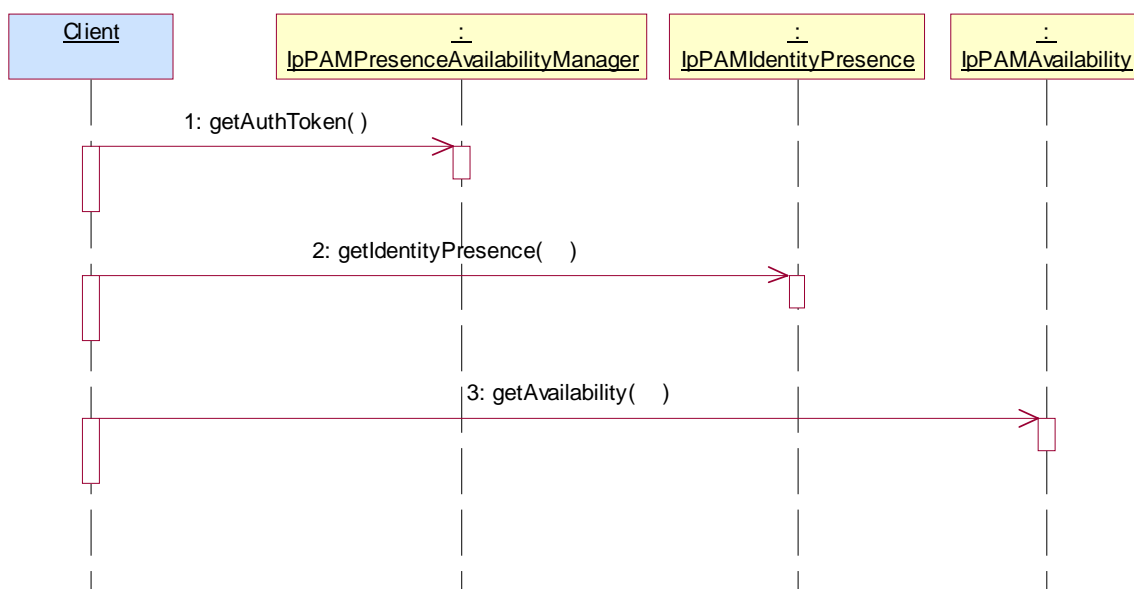 Client
:
IpPAMPresenceAvailabilityManager
:
IpPAMIdentityPresence
:
IpPAMAvailability
1: getAuthToken( )
2: getIdentityPresence(    )
3: getAvailability(    )